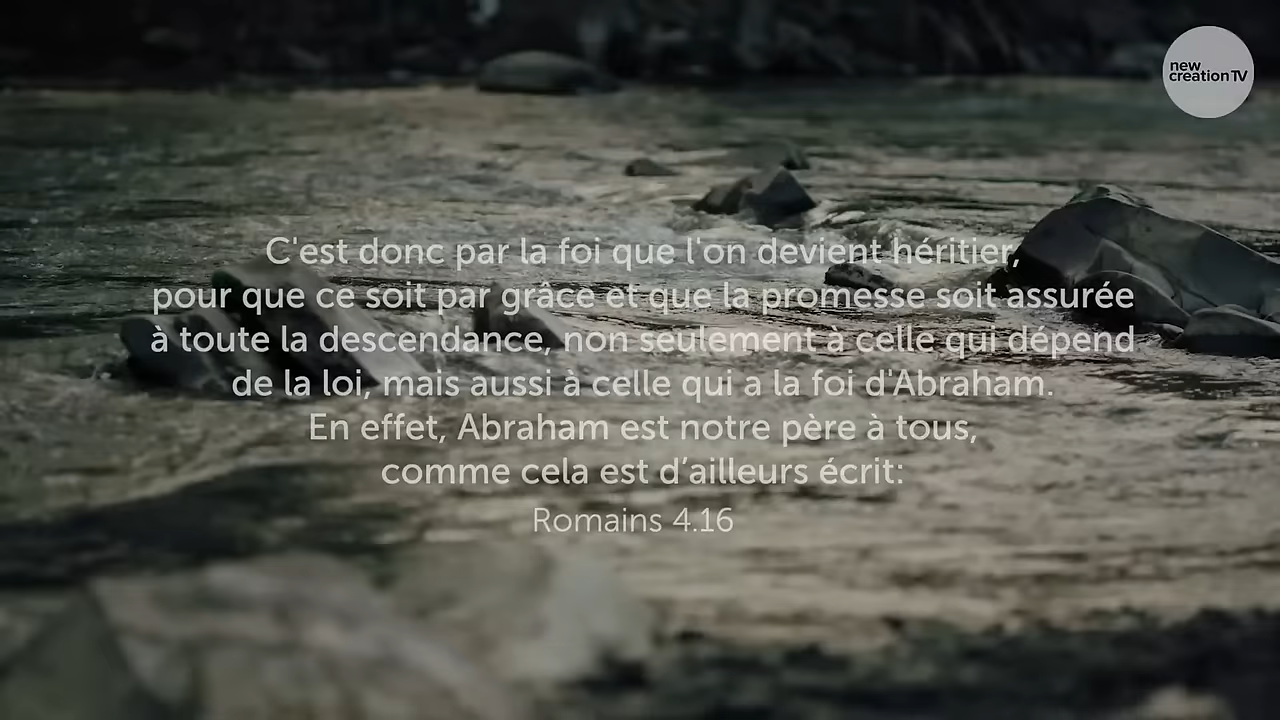 new
creation TV
C'est donc par la foi que l'on devient héritier,
pour que ce soit par grâce et que la promesse soit assurée
à toute la descendance, non seulement à celle qui dépend
de la loi, mais aussi à celle qui a la foi d'Abraham.
En effet, Abraham est notre père à tous,
comme cela est d’ailleurs écrit:
Romains 4.16